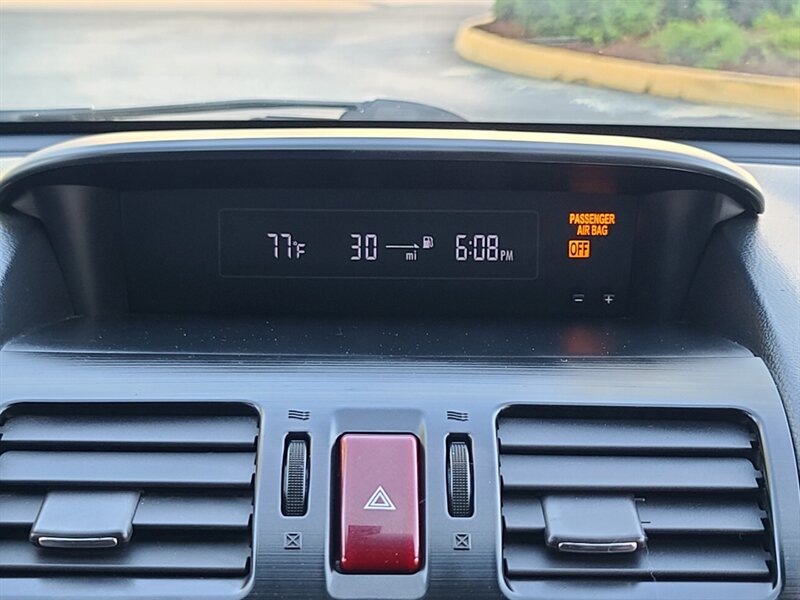 77°F 30 mi 6:08 PM
PASSENGER
AIR BAG
OFF
- +